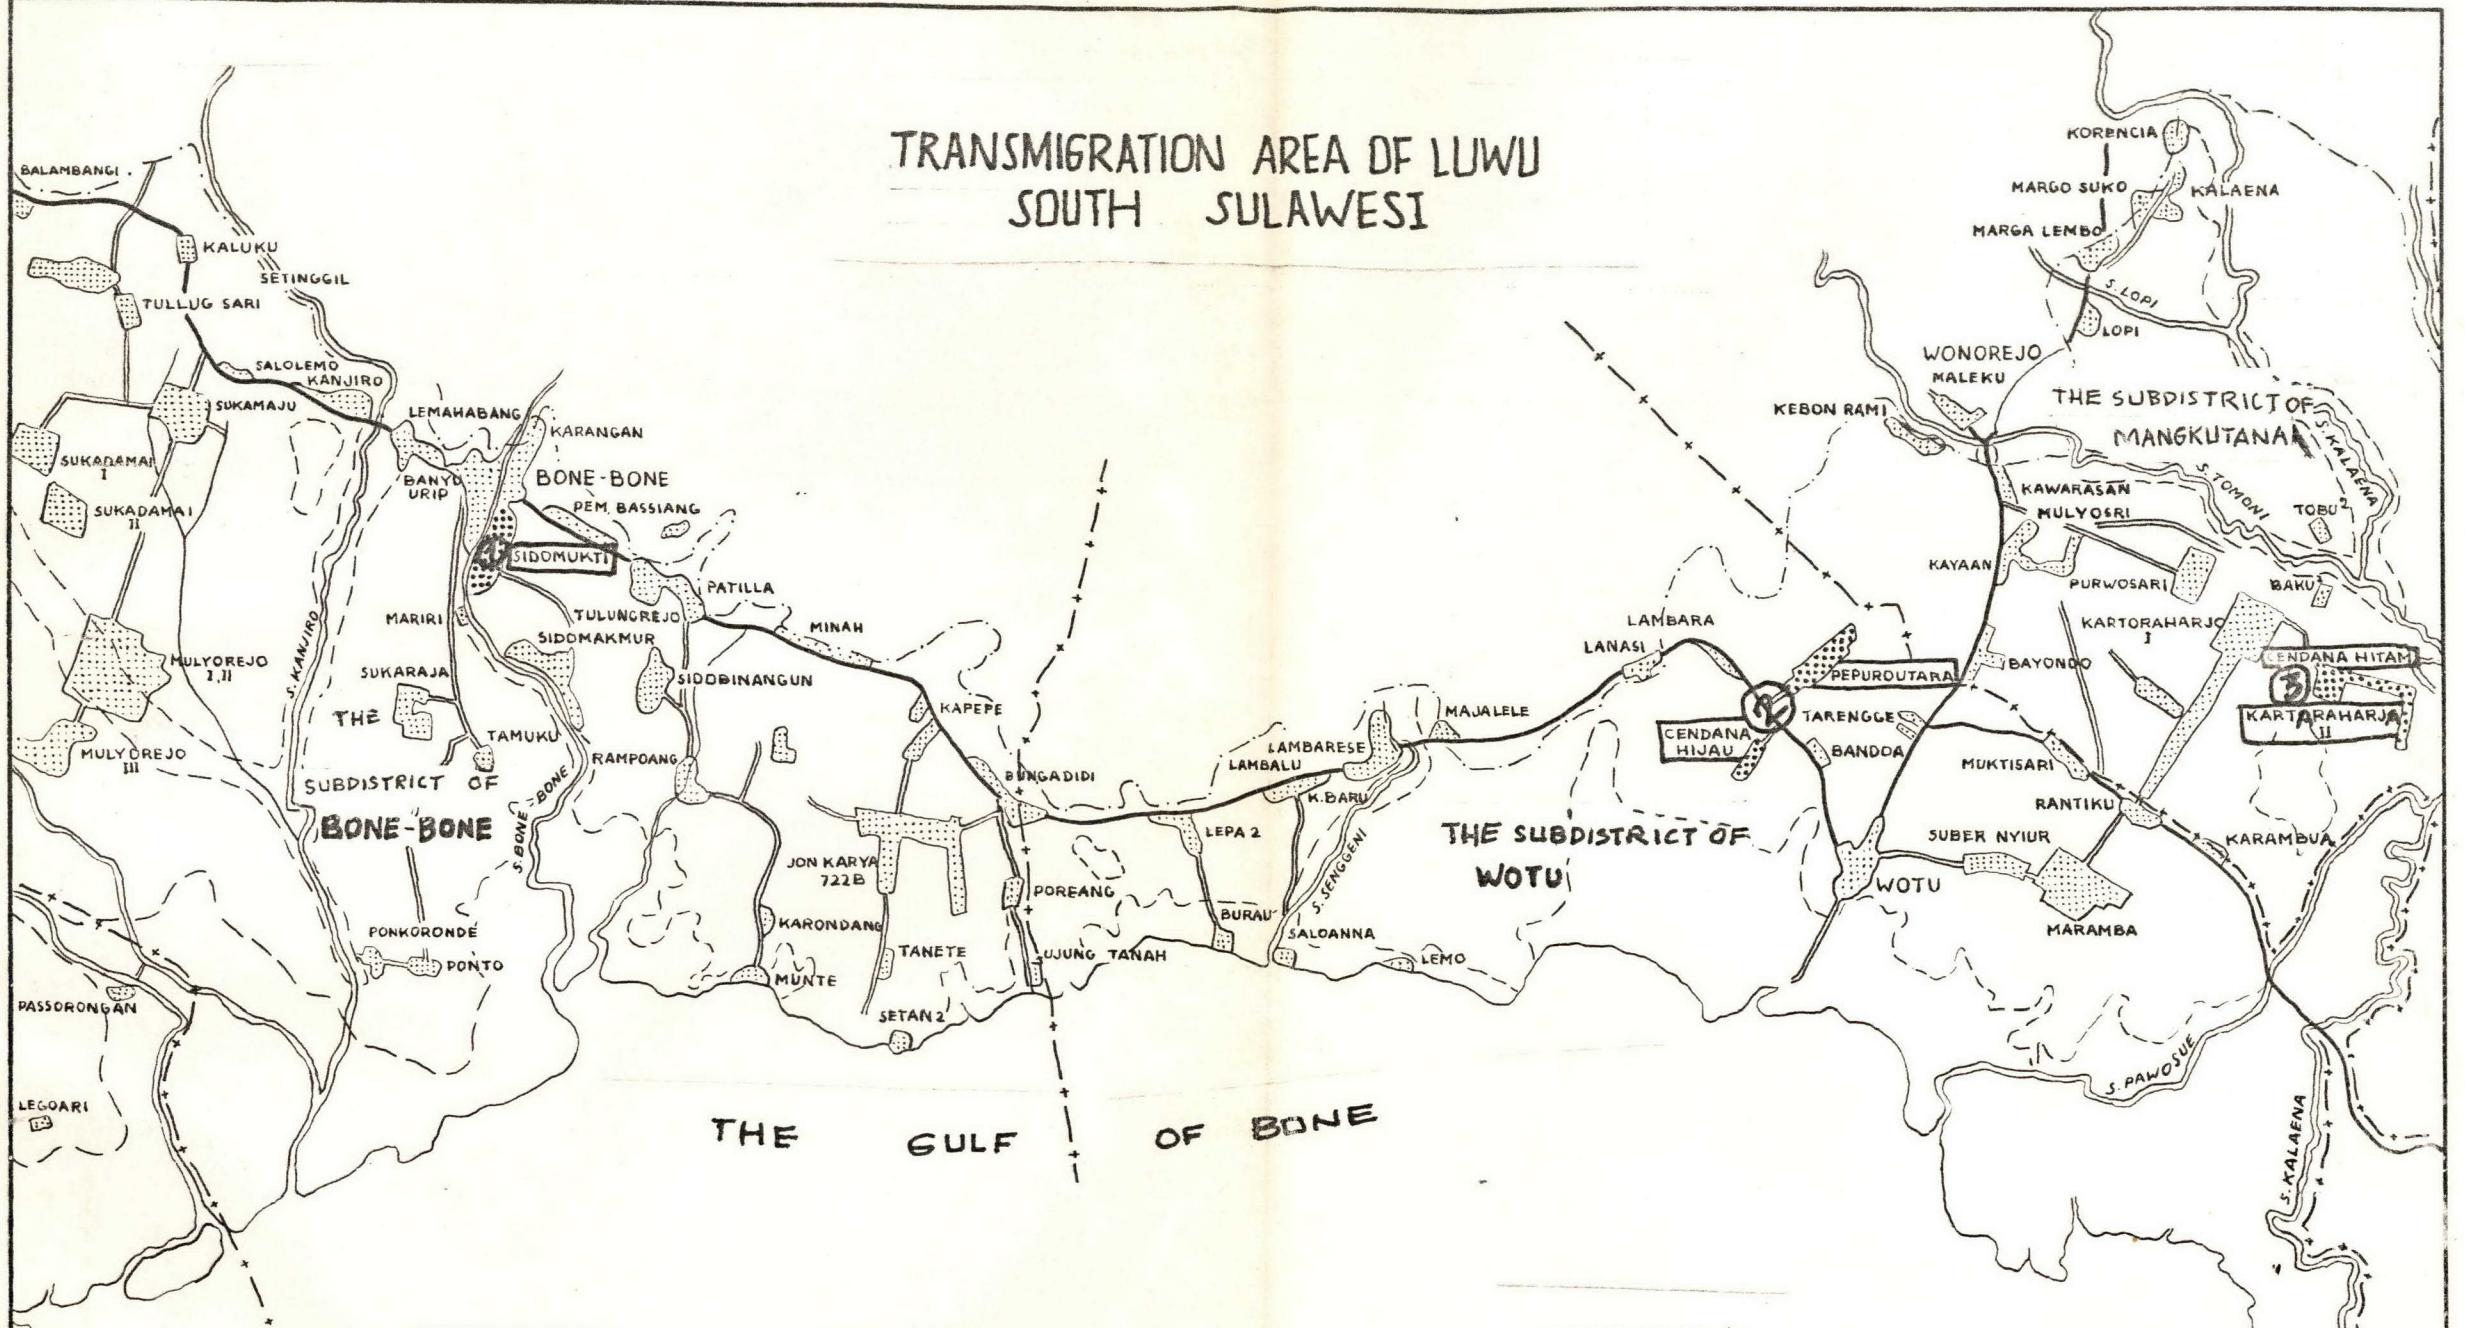 TRANSMIGRATION AREA OF LUWU
SOUTH SULAWESI
BALAMBANGI
KALUKU
SETINGGIL
TULLUG SARI
SALOLEMO
KANJIRO
SUKAMAJU
LEMAHABANG
KARANGAN
SUKADAMAI
I
SUKADAMAI
II
BANYU
URIP
BONE-BONE
PEM. BASSIANG
1
SIDOMUKTI
PATILLA
MARIRI
TULUNGREJO
MINAH
SIDOMAKMUR
S. KANJIRO
MULYOREJO
I,II
SUKARAJA
SIDOBINANGUN
THE
KAPEPE
TAMUKU
MULYOREJO
III
RAMPOANG
SUBDISTRICT OF
BONE-BONE
S. BONE-BONE
BUNGADIDI
JON KARYA
722B
POREANG
KARONDANG
PONKORONDE
PONTO
TANETE
UJUNG TANAH
MUNTE
SETAN 2
PASSORONGAN
LEGOARI
THE GULF OF BONE
KORENCIA
MARGO SUKO
KALAENA
MARGA LEMBO
S. LOPI
LOPI
WONOREJO
MALEKU
KEBON RAMI
THE SUBDISTRICT OF
MANGKUTANA
S. KALAENA
S. TOMONI
KAWARASAN
MULYOSRI
TOBU 2
KAYAAN
PURWOSARI
BAKU
LAMBARA
KARTORAHARJO
I
LANASI
BAYONDO
CENDANA HITAM
3
PEPUROUTARA
KARTARAHARJA
II
2
MAJALELE
TARENGGE
CENDANA
HIJAU
BANDOA
LAMBARESE
LAMBALU
MUKTISARI
K. BARU
RANTIKU
LEPA 2
THE SUBDISTRICT OF
WOTU
SUBER NYIUR
KARAMBUA
S. SENGGENI
WOTU
BURAU
SALOANNA
MARAMBA
LEMO
S. PAWOSUE
S. KALAENA